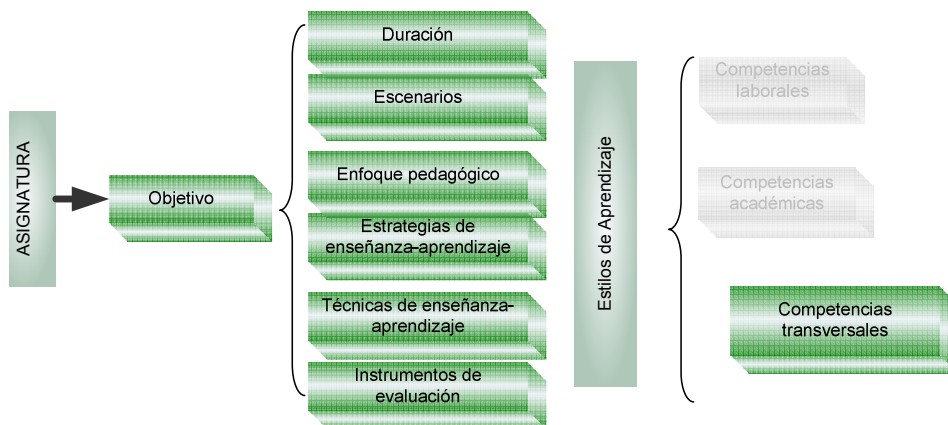 ASIGNATURA
Objetivo
Duración
Escenarios
Enfoque pedagógico
Estrategias de
enseñanza–aprendizaje
Técnicas de enseñanza-
aprendizaje
Instrumentos de
evaluación
Estilos de Aprendizaje
Competencias
laborales
Competencias
académicas
Competencias
transversales